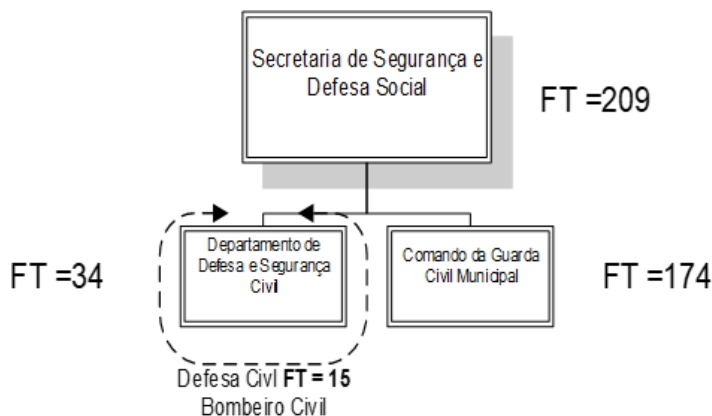 Secretaria de Segurança e
Defesa Social
FT =209
Departamento de
Defesa e Segurança
Civil
FT =34
Comando da Guarda
Civil Municipal
FT =174
Defesa Civl FT = 15
Bombeiro Civil